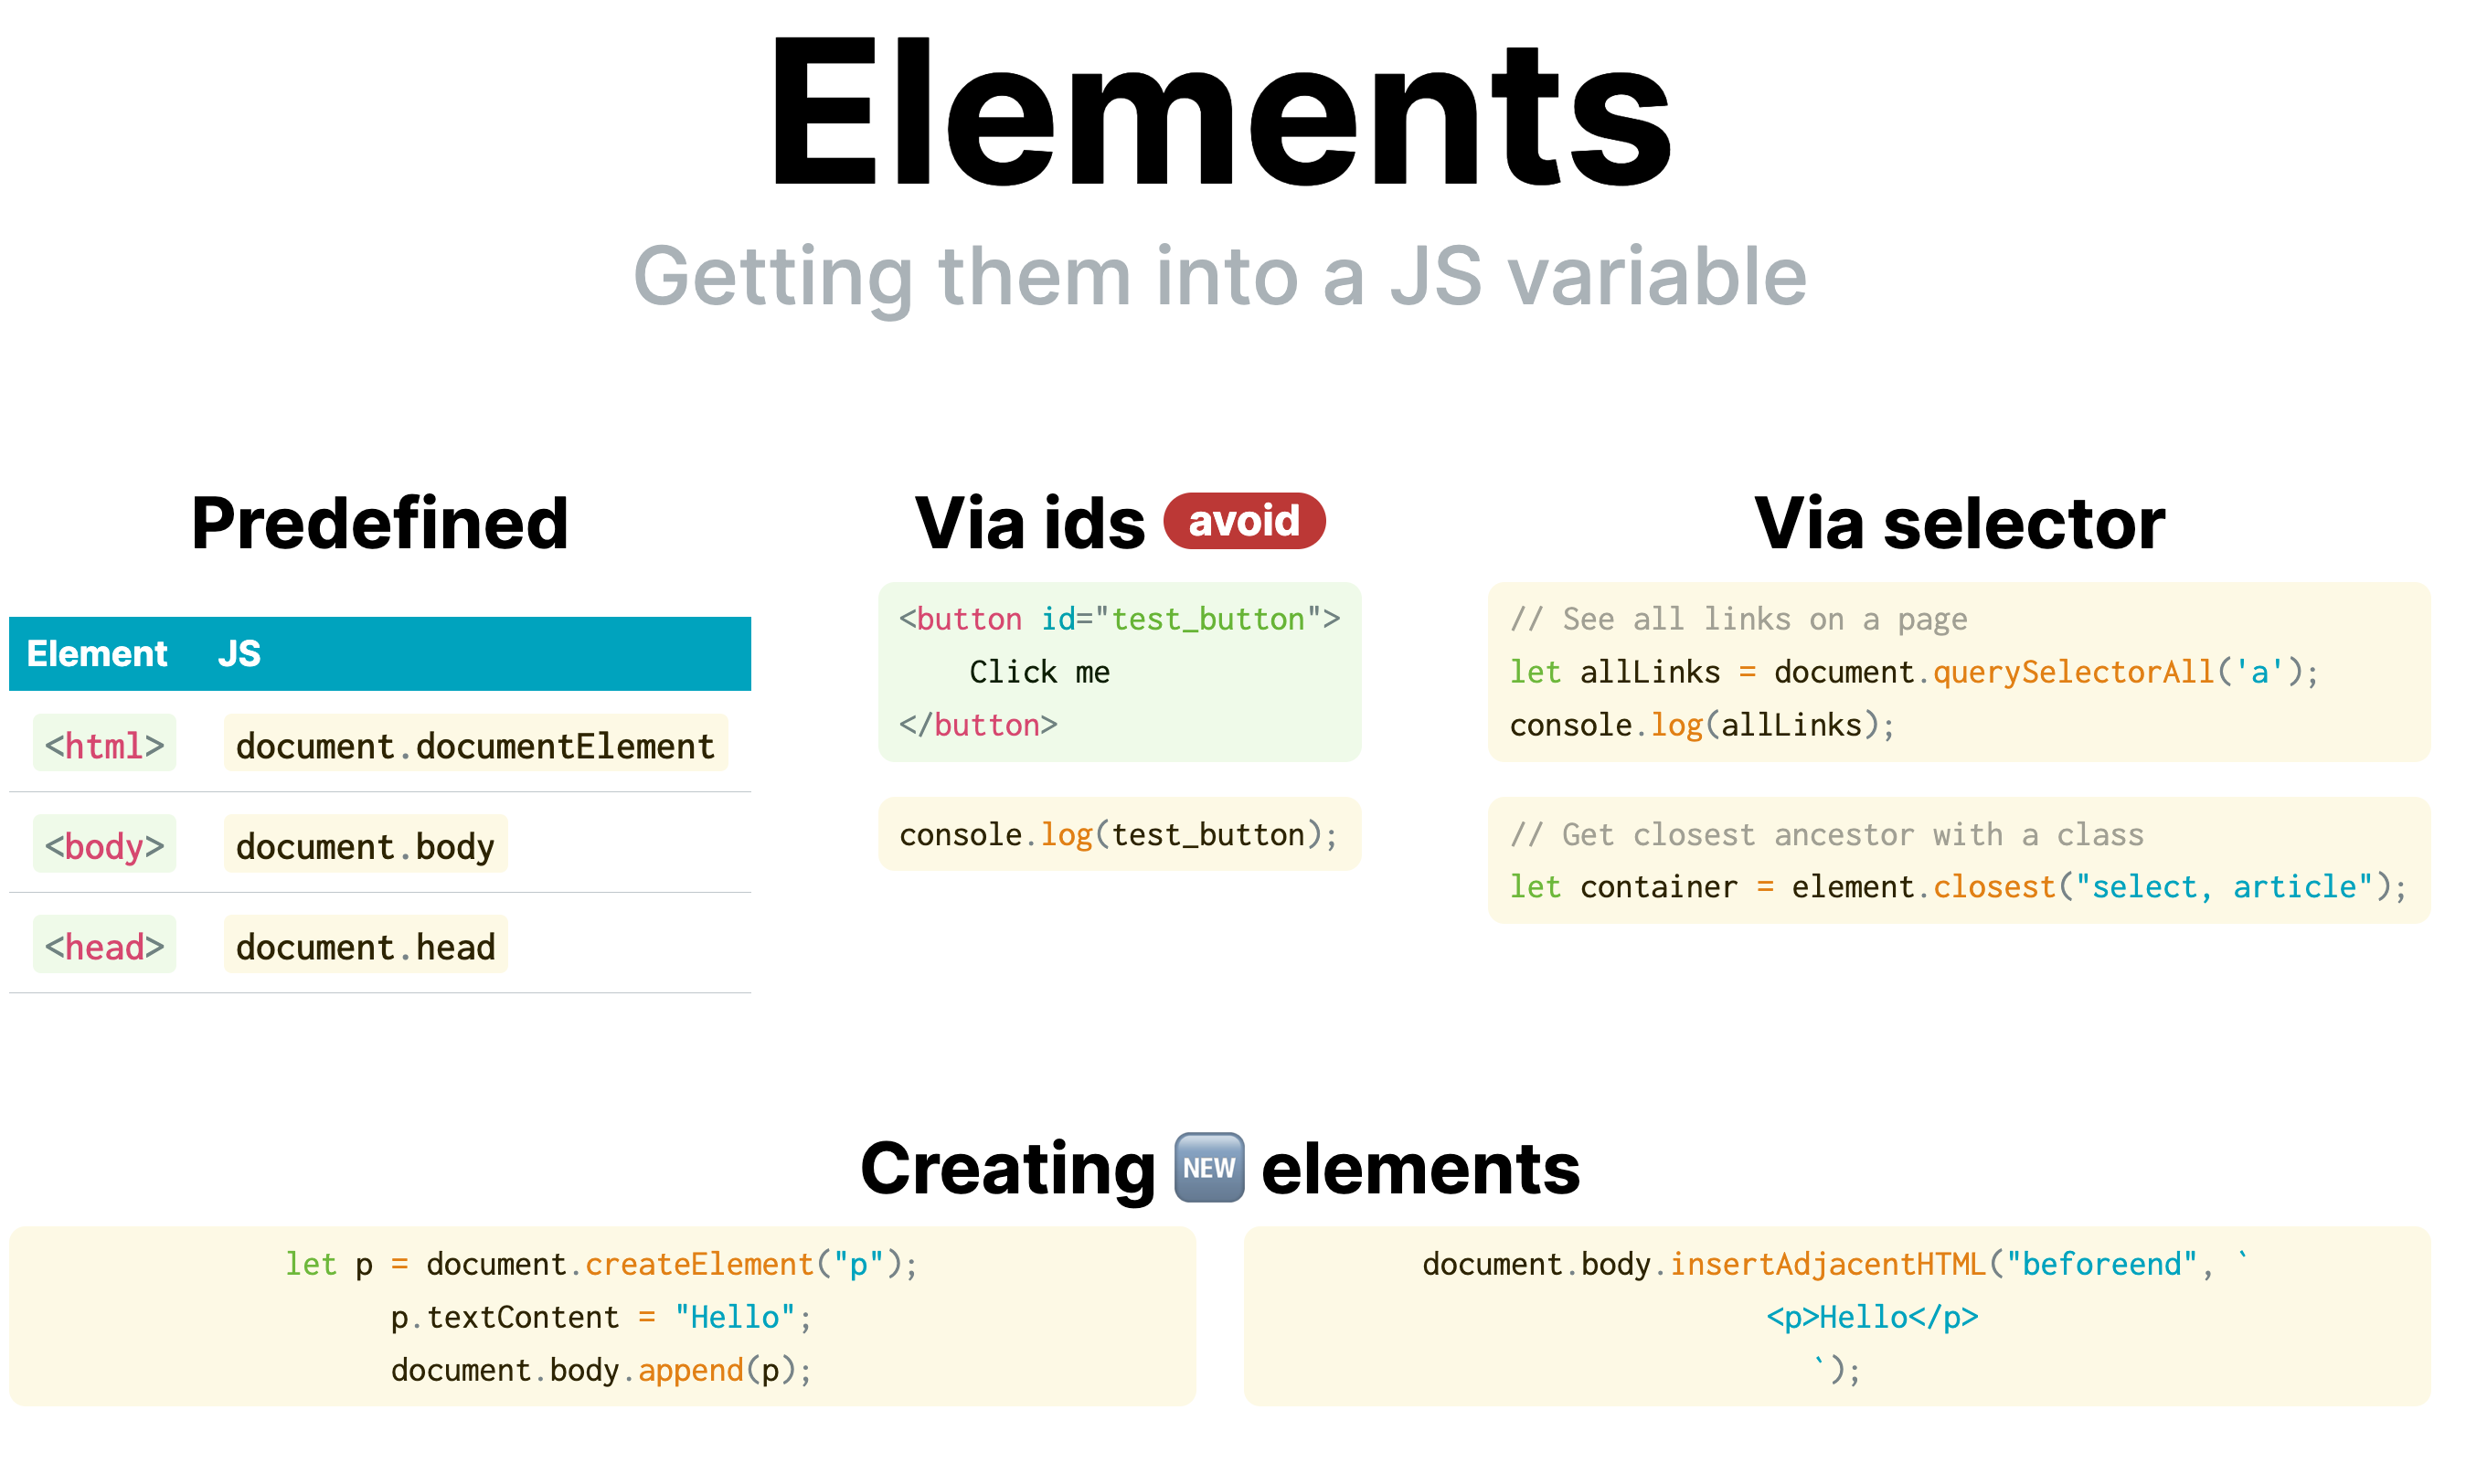 Elements
Getting them into a JS variable
Predefined
Element JS
<html> document.documentElement
<body> document.body
<head> document.head
Via ids avoid
<button id="test_button">
Click me
</button>
console.log(test_button);
Via selector
// See all links on a page
let allLinks = document.querySelectorAll('a');
console.log(allLinks);
// Get closest ancestor with a class
let container = element.closest("select, article");
Creating NEW elements
let p = document.createElement("p");
p.textContent = "Hello";
document.body.append(p);
document.body.insertAdjacentHTML("beforeend", `
<p>Hello</p>
`);